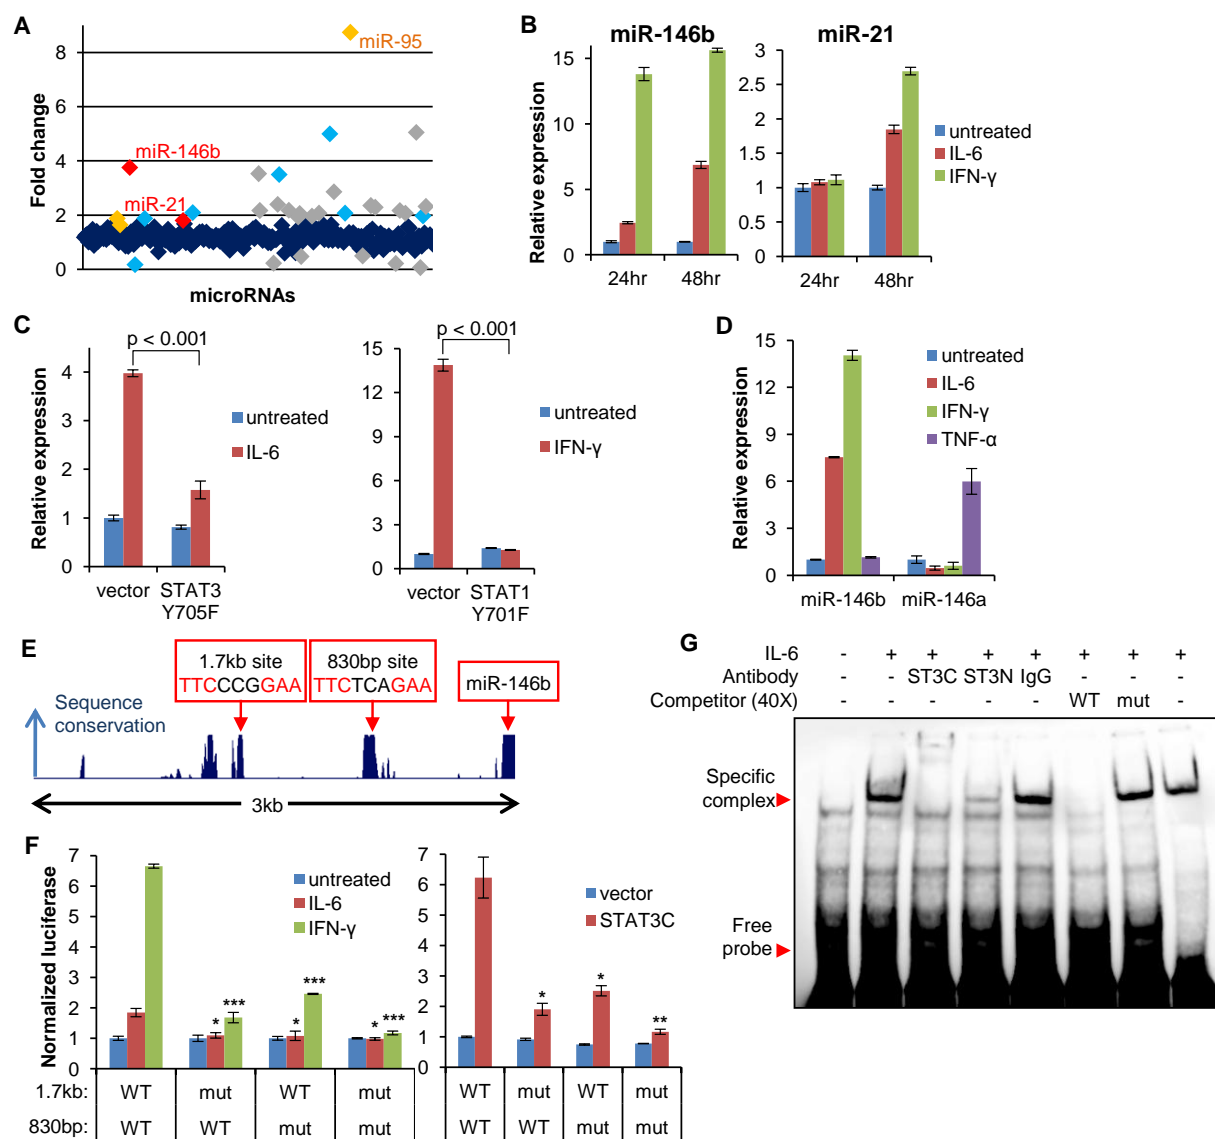 A
Fold change
8
6
4
2
0
miR-95
miR-146b
miR-21
microRNAs
B
miR-146b
miR-21
Relative expression
15
10
5
0
24hr
48hr
3
2.5
2
1.5
1
0.5
0
24hr
48hr
untreated
IL-6
IFN-γ
C
p < 0.001
Relative expression
4
3
2
1
0
vector
STAT3
Y705F
untreated
IL-6
p < 0.001
15
12
9
6
3
0
vector
STAT1
Y701F
untreated
IFN-γ
D
Relative expression
15
12
9
6
3
0
miR-146b
miR-146a
untreated
IL-6
IFN-γ
TNF-α
E
1.7kb site
TTCCCGGAA
830bp site
TTCTCAGAA
miR-146b
Sequence
conservation
3kb
F
Normalized luciferase
7
6
5
4
3
2
1
0
untreated
IL-6
IFN-γ
* ***
* ***
* ***
1.7kb: WT mut WT mut
830bp: WT WT mut mut
7
6
5
4
3
2
1
0
vector
STAT3C
*
*
**
WT mut WT mut
WT WT mut mut
G
IL-6 - + + + + + + +
Antibody - - ST3C ST3N IgG - - -
Competitor (40X) - - - - - WT mut -
Specific
complex
Free
probe